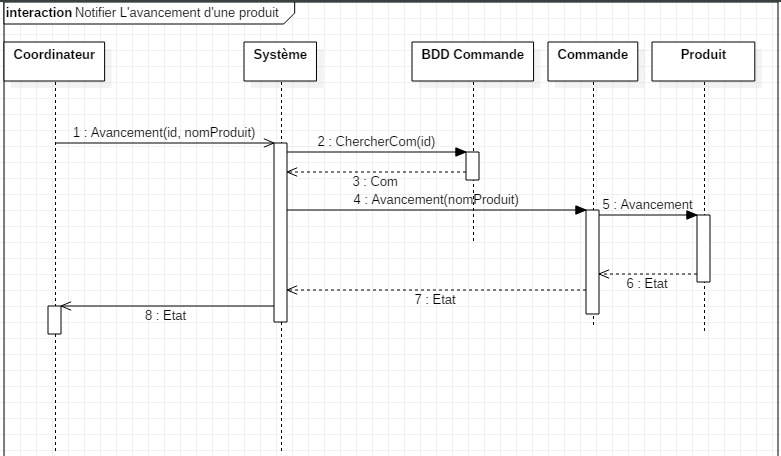 interaction Notifier L'avancement d'une produit
Coordinateur
Système
BDD Commande
Commande
Produit
1 : Avancement(id, nomProduit)
2 : ChercherCom(id)
3 : Com
4 : Avancement(nomProduit)
5 : Avancement
6 : Etat
7 : Etat
8 : Etat